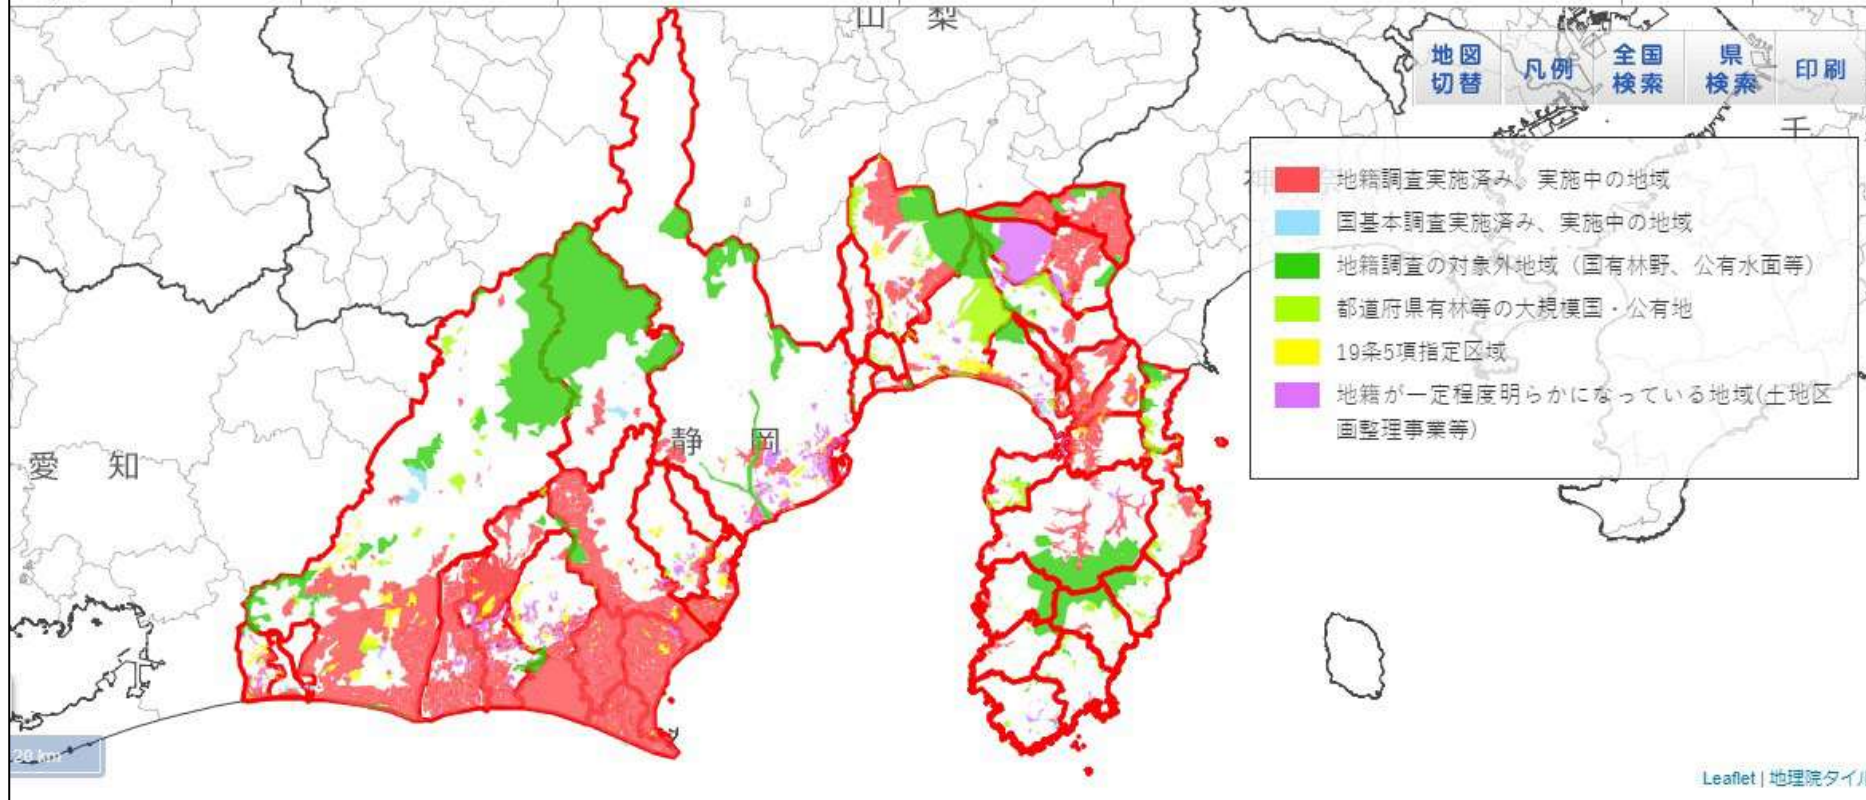 山 梨
地図
切替
凡例
全国
検索
県
検索
印刷
千
地籍調査実施済み、実施中の地域
国基本調査実施済み、実施中の地域
地籍調査の対象外地域（国有林野、公有水面等）
都道府県有林等の大規模国・公有地
19条5項指定区域
地籍が一定程度明らかになっている地域(土地区
画整理事業等)
静 岡
愛 知
20 km
Leaflet | 地理院タイル